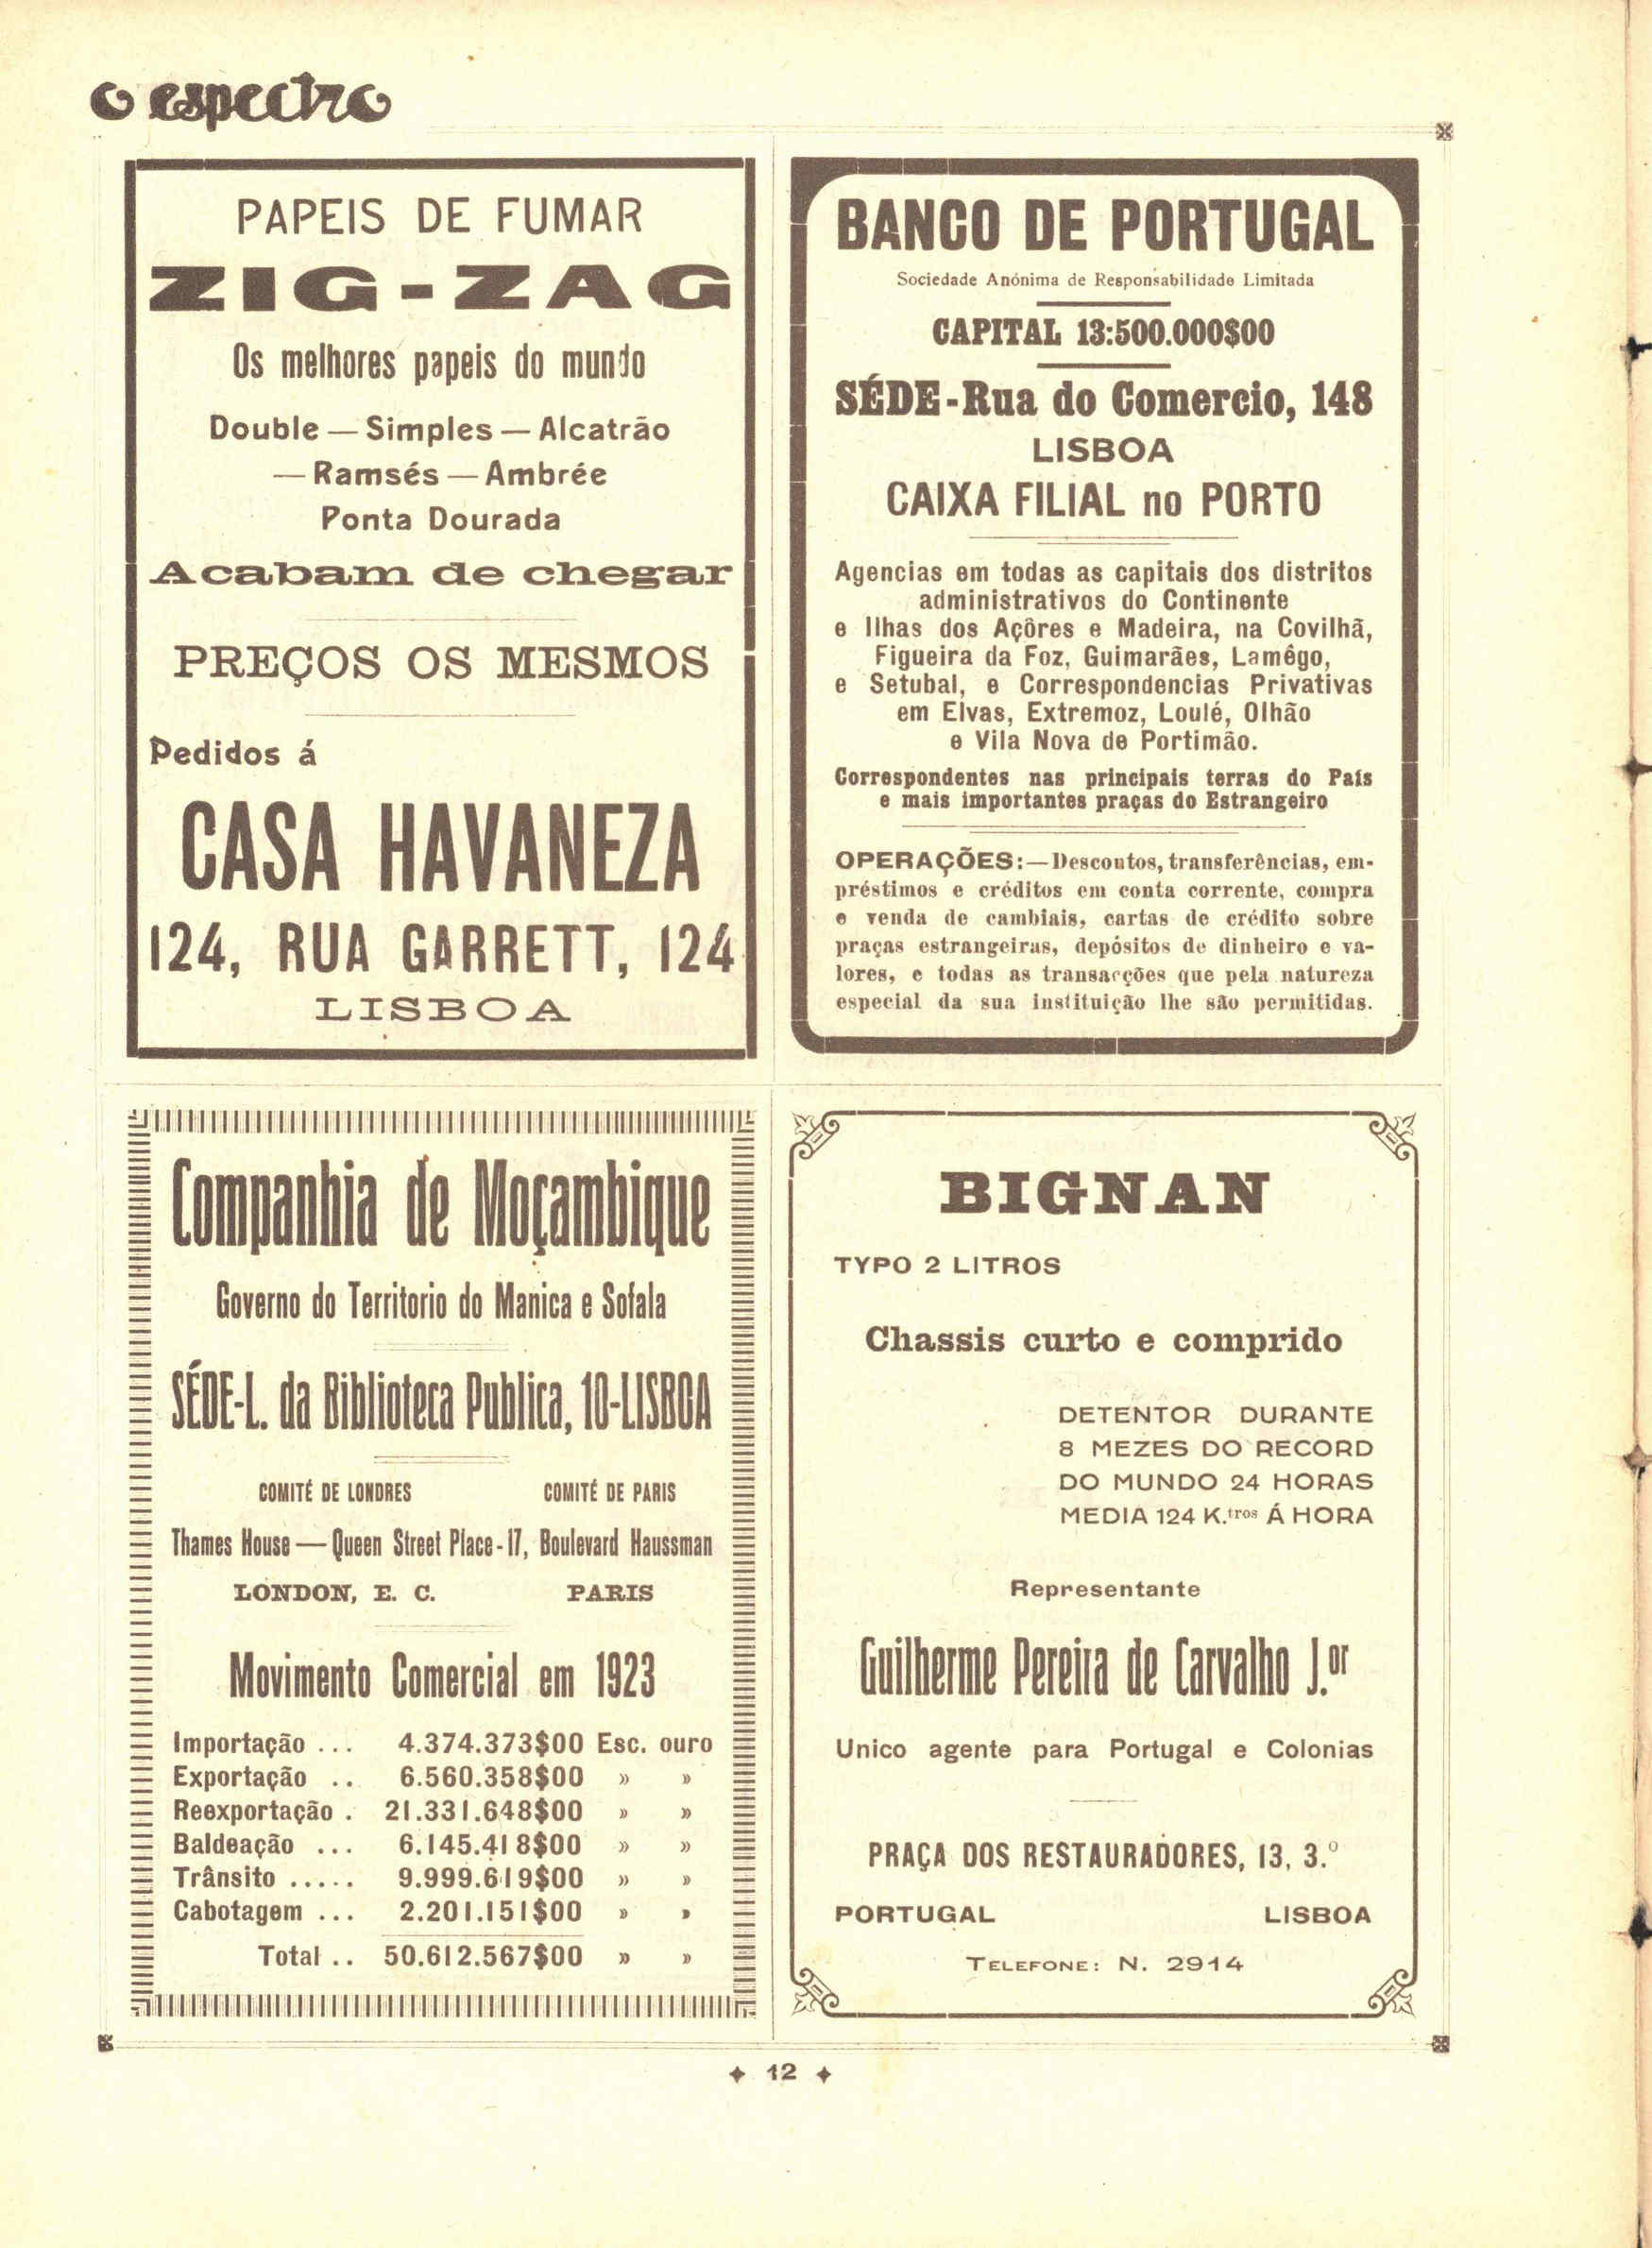 o espectro
PAPEIS DE FUMAR
ZIG-ZAG
Os melhores papeis do mundo
Double — Simples — Alcatrão
— Ramsés — Ambrée
Ponta Dourada
Acabam de chegar
PREÇOS OS MESMOS
Pedidos á
CASA HAVANEZA
124, RUA GARRETT, 124
LISBOA
BANCO DE PORTUGAL
Sociedade Anónima de Responsabilidade Limitada
CAPITAL 13:500.000$00
SÉDE-Rua do Comercio, 148
LISBOA
CAIXA FILIAL no PORTO
Agencias em todas as capitais dos distritos
administrativos do Continente
e Ilhas dos Açôres e Madeira, na Covilhã,
Figueira da Foz, Guimarães, Lamêgo,
e Setubal, e Correspondencias Privativas
em Elvas, Extremoz, Loulé, Olhão
e Vila Nova de Portimão.
Correspondentes nas principais terras do País
e mais importantes praças do Estrangeiro
OPERAÇÕES:—Descontos, transferências, em-
préstimos e créditos em conta corrente, compra
e venda de cambiais, cartas de crédito sobre
praças estrangeiras, depósitos de dinheiro e va-
lores, e todas as transacções que pela natureza
especial da sua instituição lhe são permitidas.
Companhia de Moçambique
Governo do Territorio do Manica e Sofala
SÉDE-L. da Biblioteca Publica, 10-LISBOA
COMITÉ DE LONDRES COMITÉ DE PARIS
Thames House — Queen Street Place - 17, Boulevard Haussman
LONDON, E. C. PARIS
Movimento Comercial em 1923
Importação ... 4.374.373$00 Esc. ouro
Exportação .. 6.560.358$00 » »
Reexportação . 21.331.648$00 » »
Baldeação ... 6.145.418$00 » »
Trânsito ..... 9.999.619$00 » »
Cabotagem ... 2.201.151$00 » »
Total .. 50.612.567$00 » »
BIGNAN
TYPO 2 LITROS
Chassis curto e comprido
DETENTOR DURANTE
8 MEZES DO RECORD
DO MUNDO 24 HORAS
MEDIA 124 K.tros Á HORA
Representante
Guilherme Pereira de Carvalho J.or
Unico agente para Portugal e Colonias
PRAÇA DOS RESTAURADORES, 13, 3.º
PORTUGAL LISBOA
TELEFONE: N. 2914
12